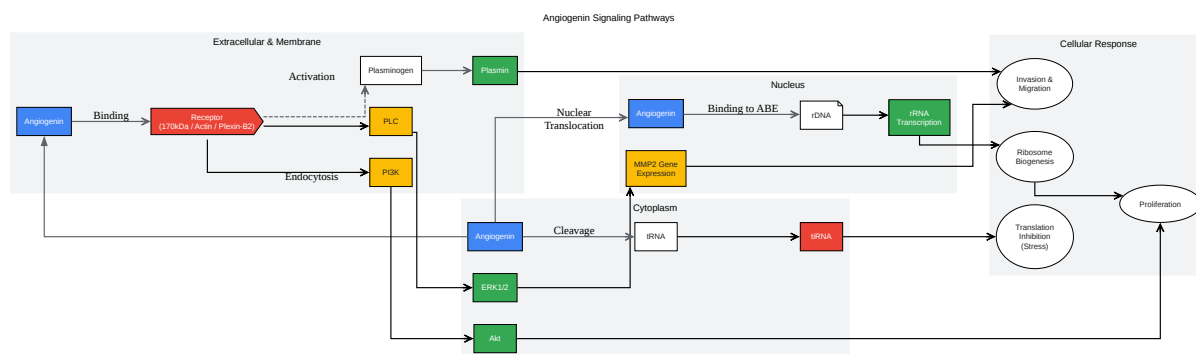 Angiogenin Signaling Pathways
Extracellular & Membrane
Cellular Response
Activation
Plasminogen
Plasmin
Invasion &
Migration
Nucleus
Angiogenin
Binding
Receptor
(170kDa / Actin / Plexin-B2)
PLC
Nuclear
Translocation
Angiogenin
Binding to ABE
rDNA
rRNA
Transcription
Endocytosis
PI3K
MMP2 Gene
Expression
Ribosome
Biogenesis
Proliferation
Cytoplasm
Angiogenin
Cleavage
tRNA
tiRNA
Translation
Inhibition
(Stress)
ERK1/2
Akt